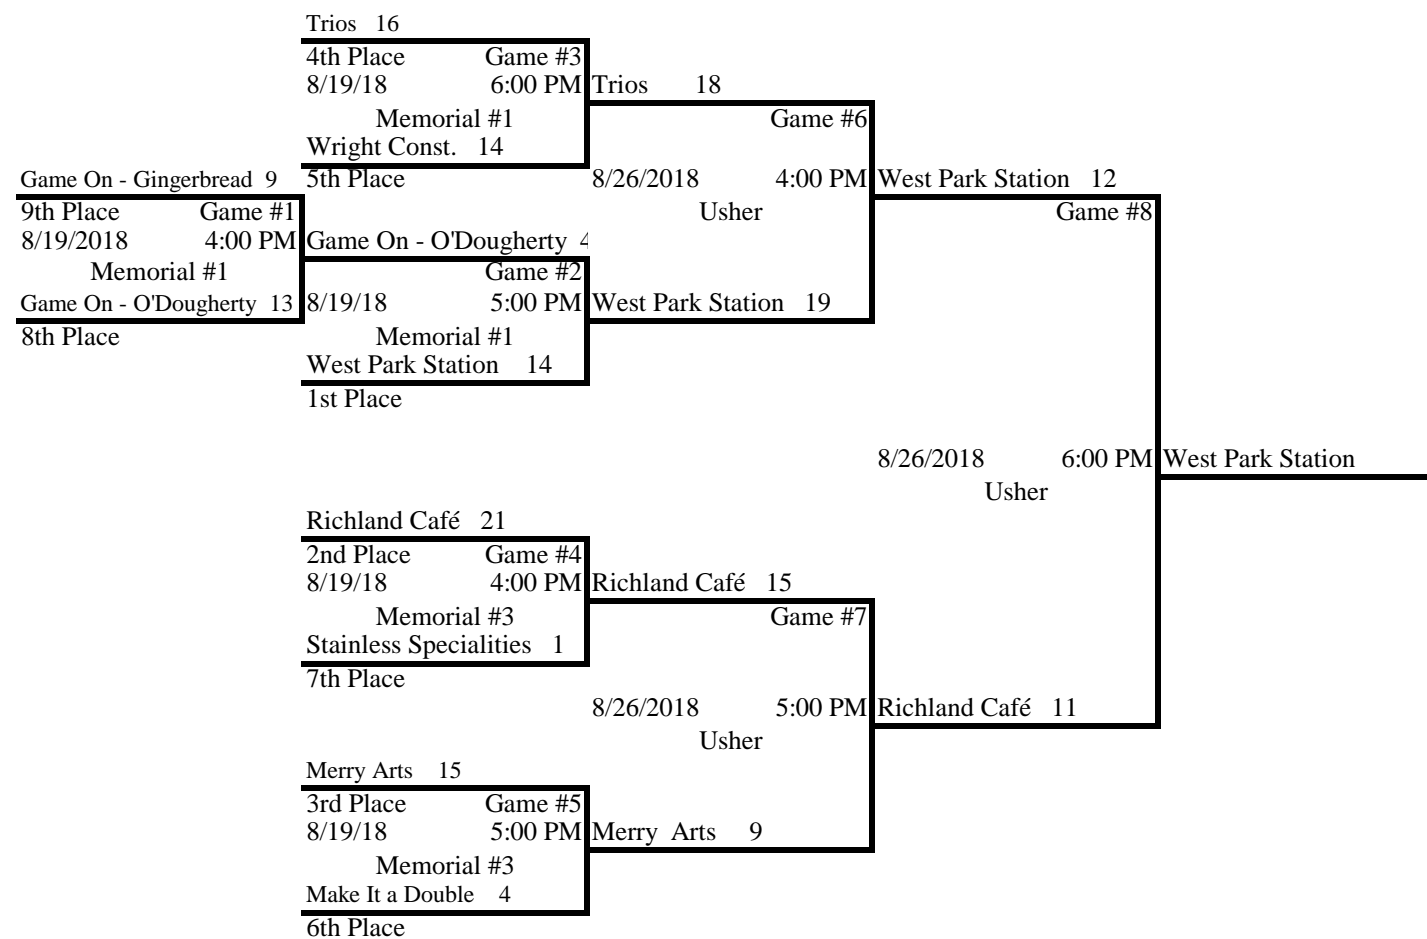 Trios 16
4th Place Game #3
8/19/18 6:00 PM Trios 18
Memorial #1 Game #6
Wright Const. 14
Game On - Gingerbread 9 5th Place 8/26/2018 4:00 PM West Park Station 12
9th Place Game #1 Usher Game #8
8/19/2018 4:00 PM Game On - O'Dougherty 4
Memorial #1 Game #2
Game On - O'Dougherty 13 8/19/18 5:00 PM West Park Station 19
8th Place Memorial #1
West Park Station 14
1st Place
8/26/2018 6:00 PM West Park Station
Usher
Richland Café 21
2nd Place Game #4
8/19/18 4:00 PM Richland Café 15
Memorial #3 Game #7
Stainless Specialities 1
7th Place
8/26/2018 5:00 PM Richland Café 11
Usher
Merry Arts 15
3rd Place Game #5
8/19/18 5:00 PM Merry Arts 9
Memorial #3
Make It a Double 4
6th Place